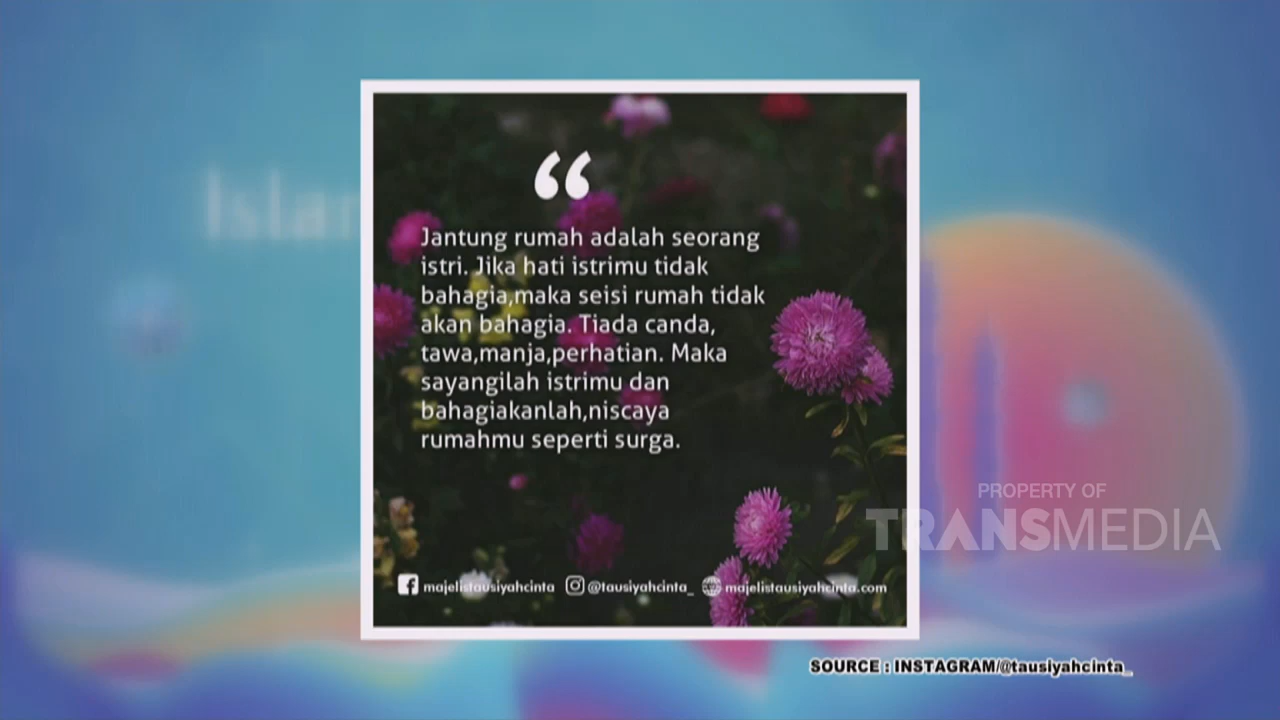 Islam
“
Jantung rumah adalah seorang
istri. Jika hati istrimu tidak
bahagia,maka seisi rumah tidak
akan bahagia. Tiada canda,
tawa,manja,perhatian. Maka
sayangilah istrimu dan
bahagiakanlah,niscaya
rumahmu seperti surga.
majelistausiyahcinta @tausiyahcinta_ majelistausiyahcinta.com
PROPERTY OF
TRANSMEDIA
SOURCE : INSTAGRAM/@tausiyahcinta_